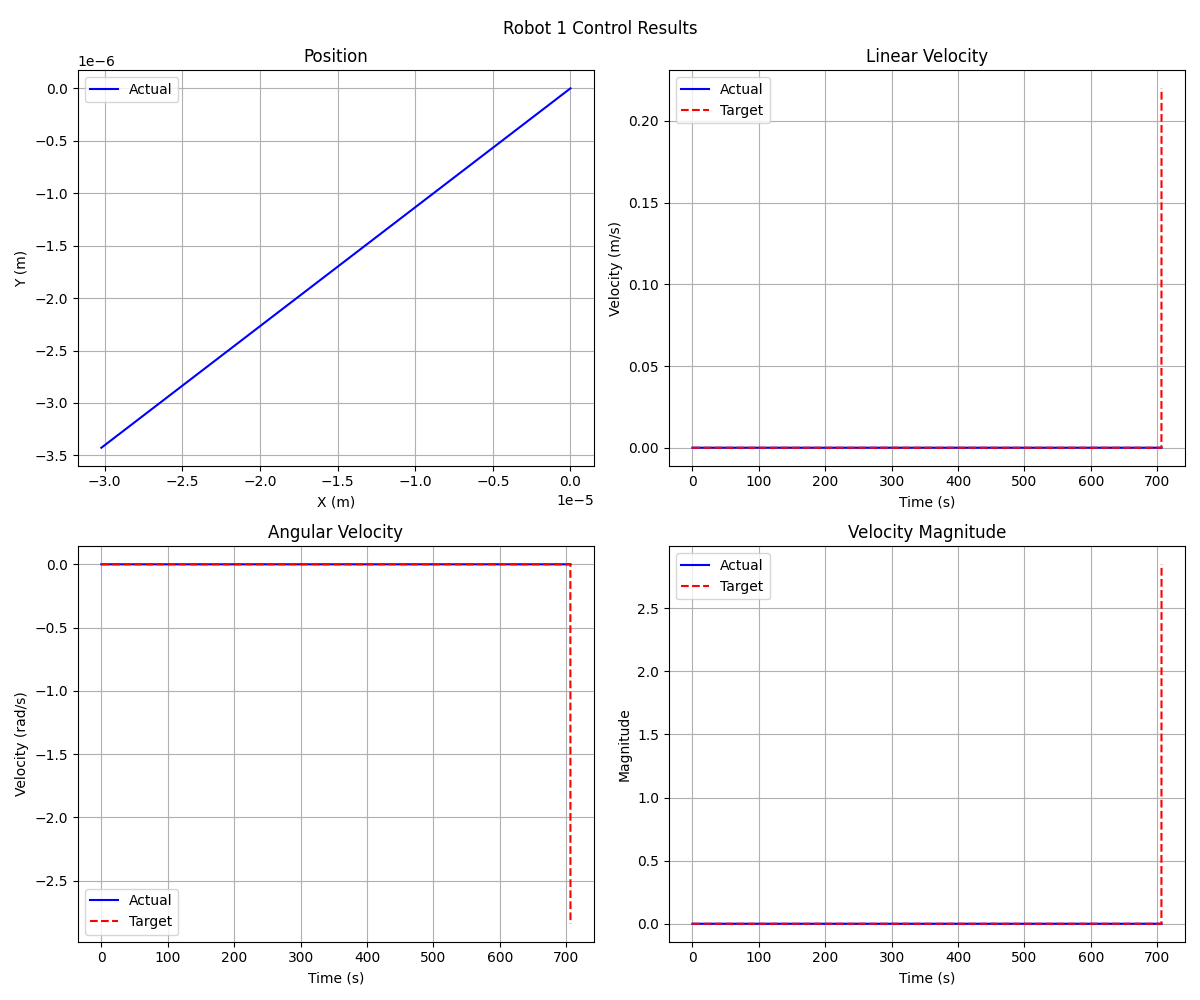 Robot 1 Control Results
Position
1e−6
Actual
0.0
−0.5
−1.0
−1.5
−2.0
−2.5
−3.0
−3.5
Y (m)
−3.0 −2.5 −2.0 −1.5 −1.0 −0.5 0.0
1e−5
X (m)
Linear Velocity
Actual
Target
0.20
0.15
0.10
0.05
0.00
Velocity (m/s)
0 100 200 300 400 500 600 700
Time (s)
Angular Velocity
0.0
−0.5
−1.0
−1.5
−2.0
−2.5
Velocity (rad/s)
Actual
Target
0 100 200 300 400 500 600 700
Time (s)
Velocity Magnitude
Actual
Target
2.5
2.0
1.5
1.0
0.5
0.0
Magnitude
0 100 200 300 400 500 600 700
Time (s)